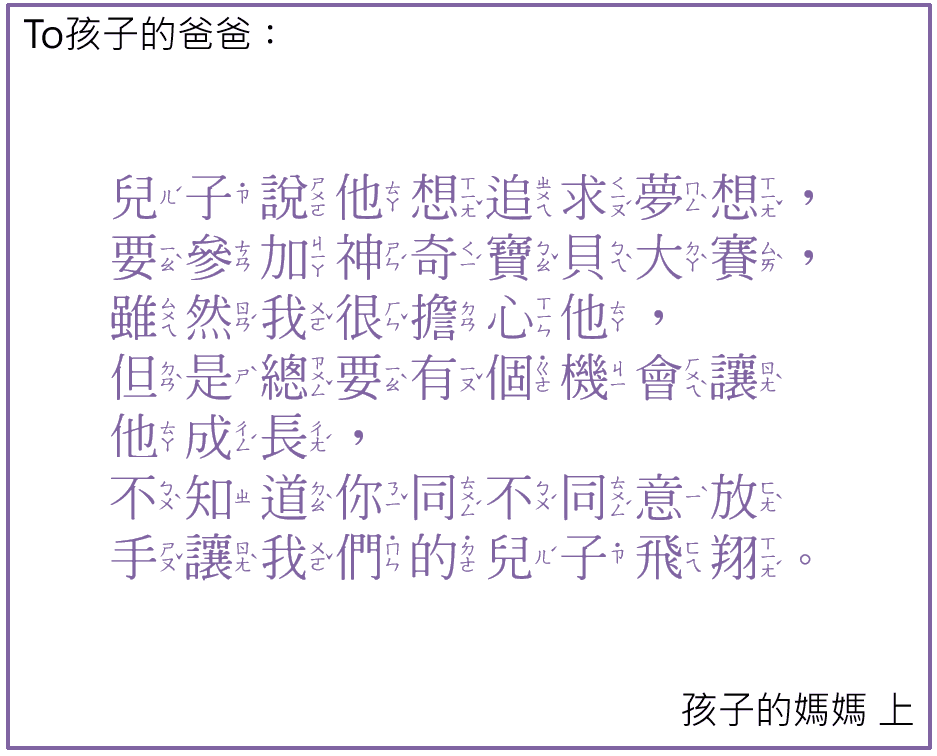 To孩子的爸爸：
兒子說他想追求夢想，
要參加神奇寶貝大賽，
雖然我很擔心他，
但是總要有個機會讓
他成長，
不知道你同不同意放
手讓我們的兒子飛翔。
孩子的媽媽 上